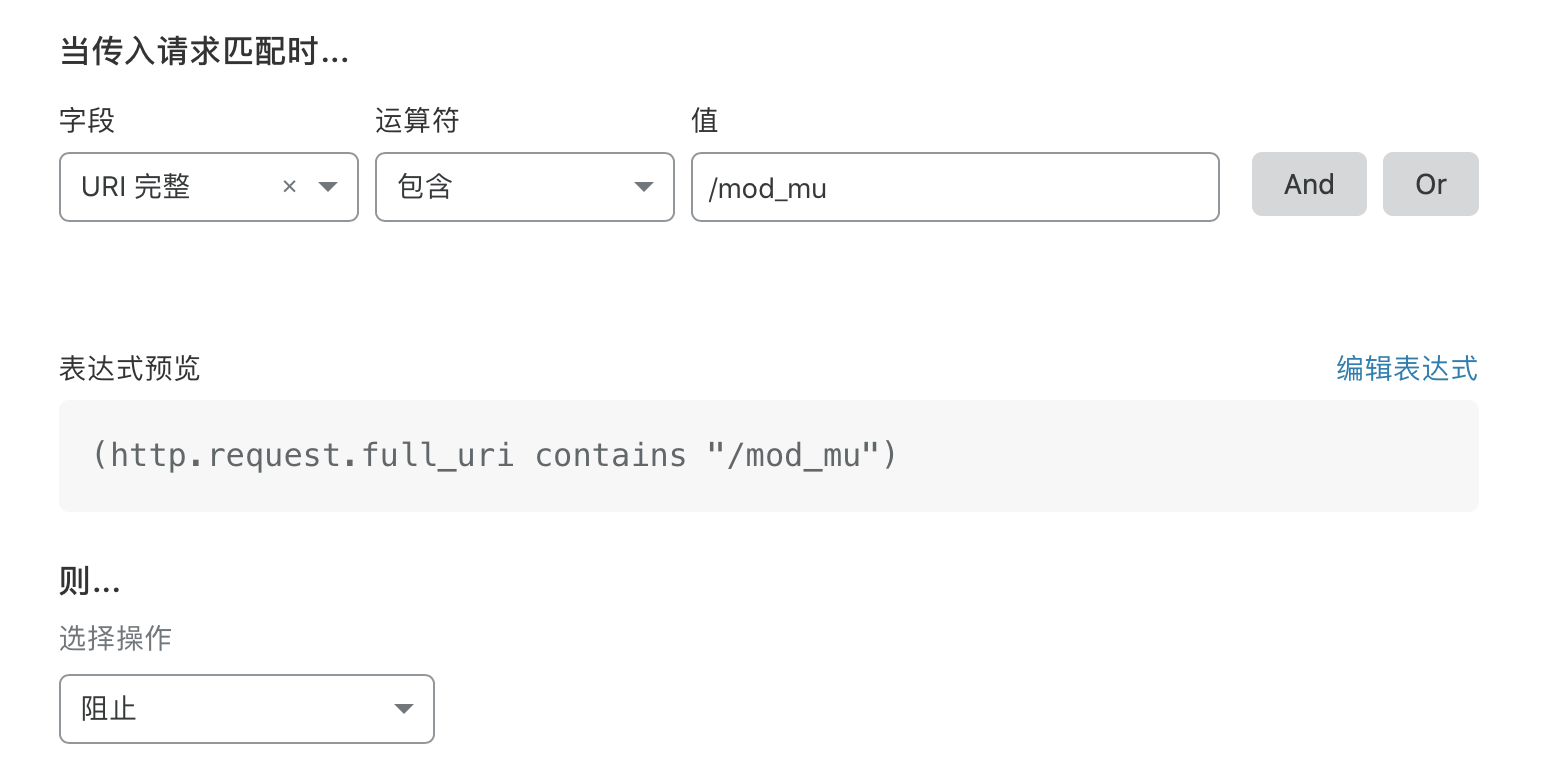 当传入请求匹配时...
字段 运算符 值
URI 完整 × 包含 /mod_mu And Or
表达式预览 编辑表达式
(http.request.full_uri contains "/mod_mu")
则...
选择操作
阻止